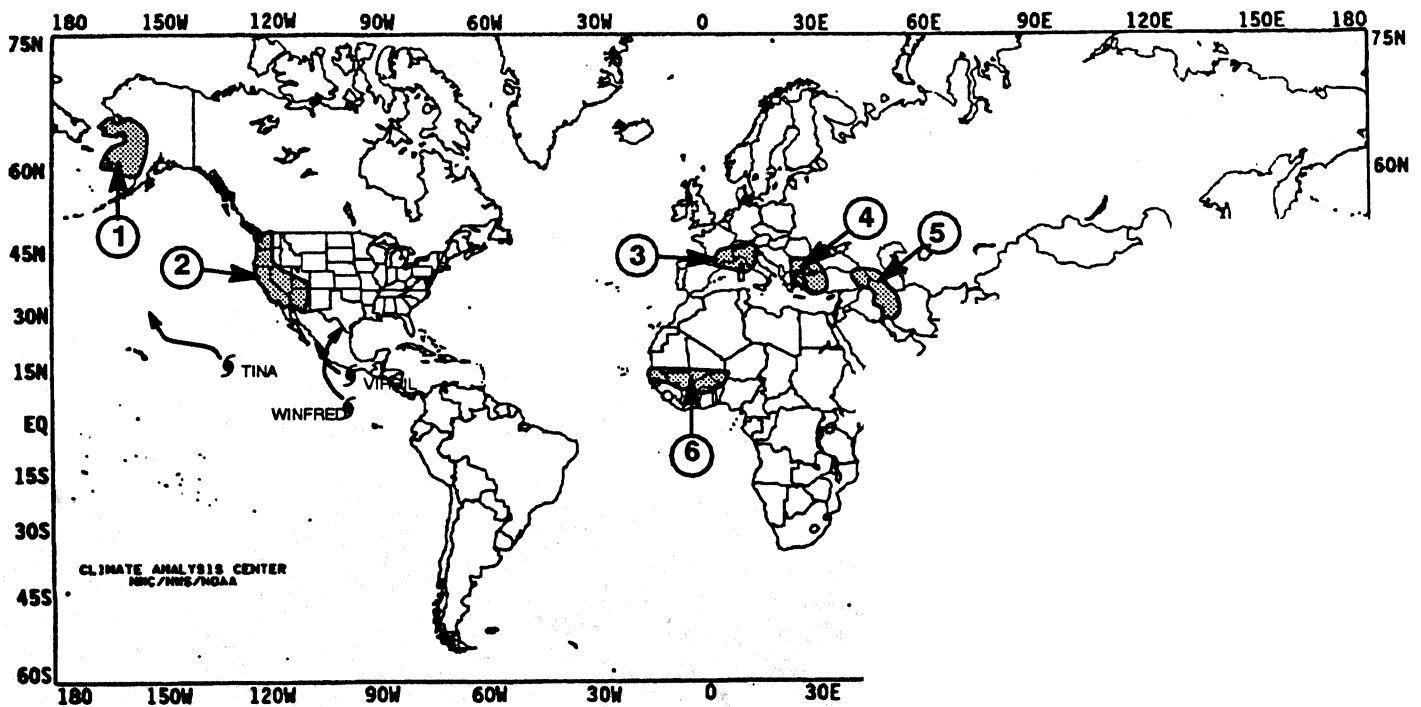 180 150W 120W 90W 60W 30W 0 30E 60E 90E 120E 150E 180
75N 75N
60N 60N
1
4
5
45N
3
2
30N
15N
TINA
VIRGIL
WINFRED
EQ
6
15S
30S
CLIMATE ANALYSIS CENTER
NMC/NWS/NOAA
45S
60S
180 150W 120W 90W 60W 30W 0 30E